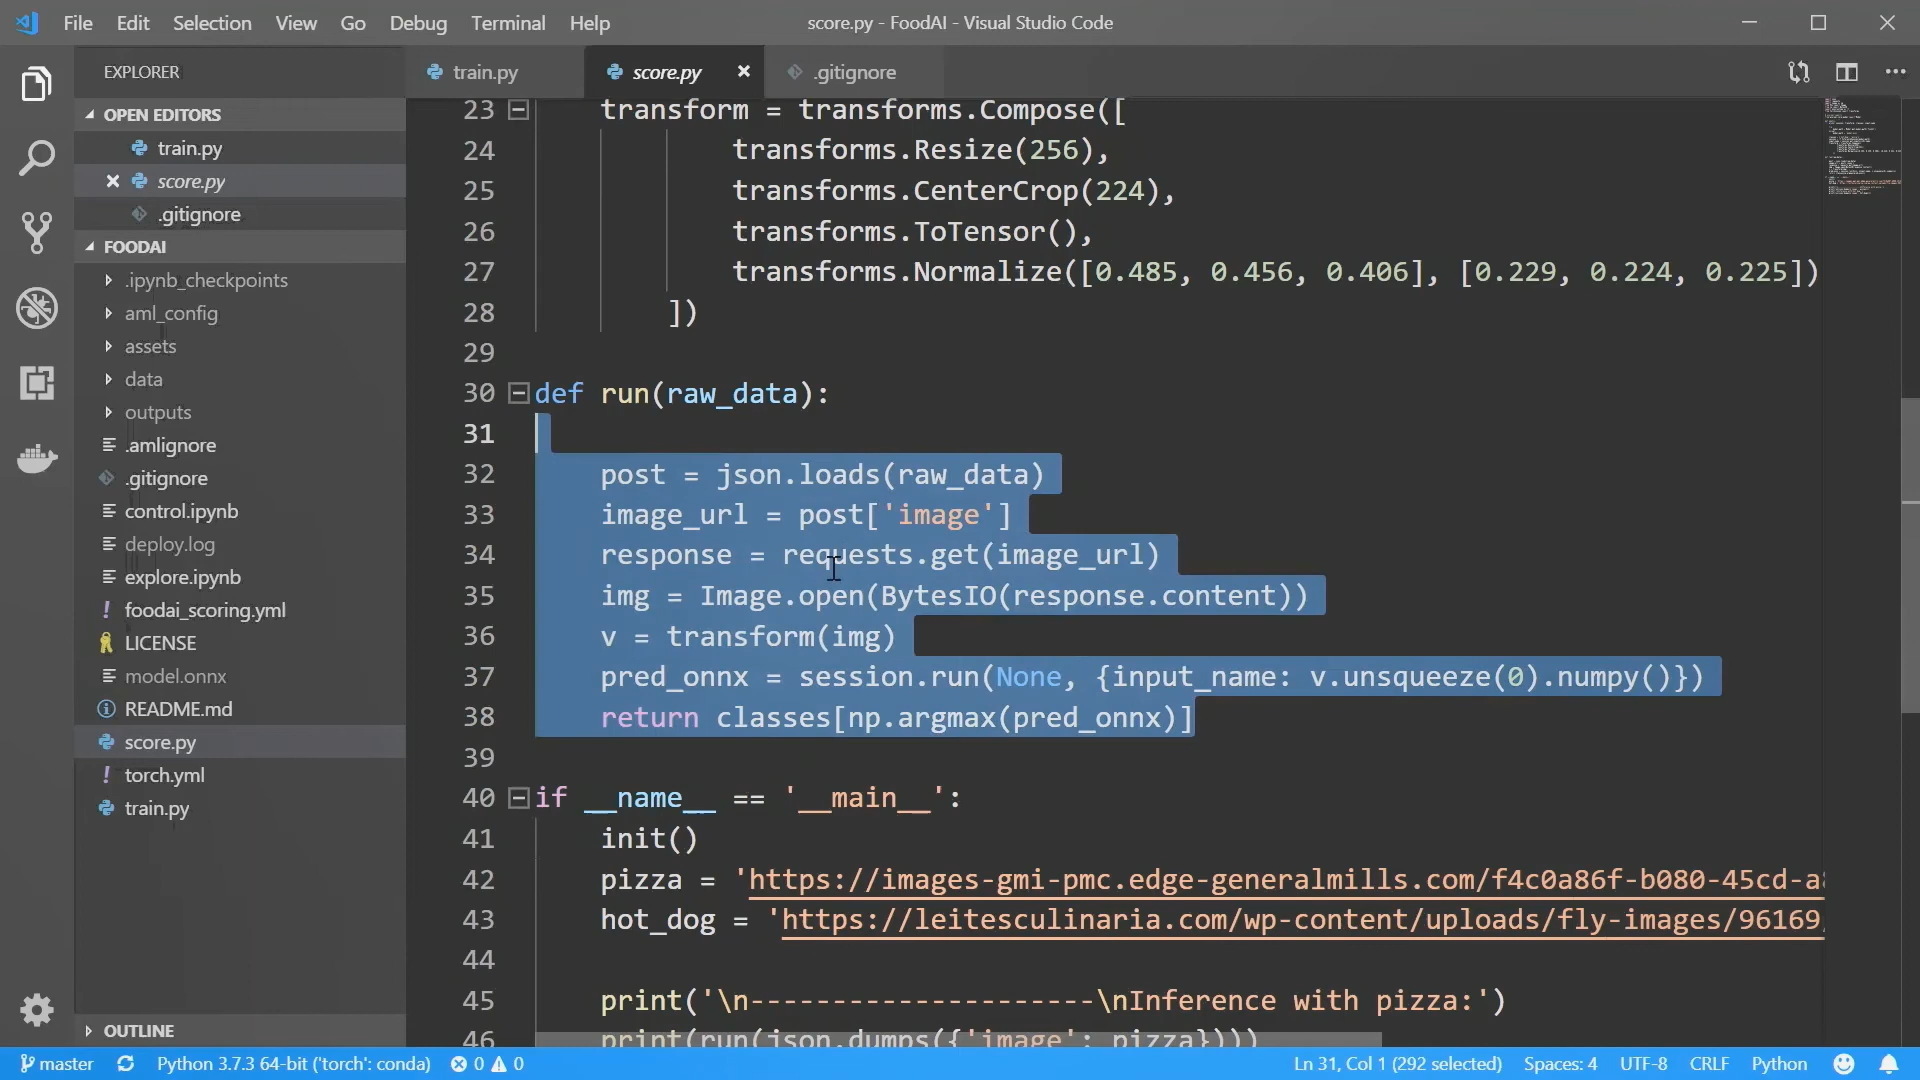 File Edit Selection View Go Debug Terminal Help
score.py - FoodAI - Visual Studio Code
EXPLORER
OPEN EDITORS
train.py
score.py
.gitignore
FOODAI
.ipynb_checkpoints
aml_config
assets
data
outputs
.amlignore
.gitignore
control.ipynb
deploy.log
explore.ipynb
foodai_scoring.yml
LICENSE
model.onnx
README.md
score.py
torch.yml
train.py
OUTLINE
train.py score.py .gitignore
23 transform = transforms.Compose([
24 transforms.Resize(256),
25 transforms.CenterCrop(224),
26 transforms.ToTensor(),
27 transforms.Normalize([0.485, 0.456, 0.406], [0.229, 0.224, 0.225])
28 ])
29
30 def run(raw_data):
31
32 post = json.loads(raw_data)
33 image_url = post['image']
34 response = requests.get(image_url)
35 img = Image.open(BytesIO(response.content))
36 v = transform(img)
37 pred_onnx = session.run(None, {input_name: v.unsqueeze(0).numpy()})
38 return classes[np.argmax(pred_onnx)]
39
40 if __name__ == '__main__':
41 init()
42 pizza = 'https://images-gmi-pmc.edge-generalmills.com/f4c0a86f-b080-45cd-a
43 hot_dog = 'https://leitesculinaria.com/wp-content/uploads/fly-images/96169
44
45 print('\n---------------------\nInference with pizza:')
46 print(run(json.dumps({'image': pizza})))
master Python 3.7.3 64-bit ('torch': conda) 0 0 Ln 31, Col 1 (292 selected) Spaces: 4 UTF-8 CRLF Python